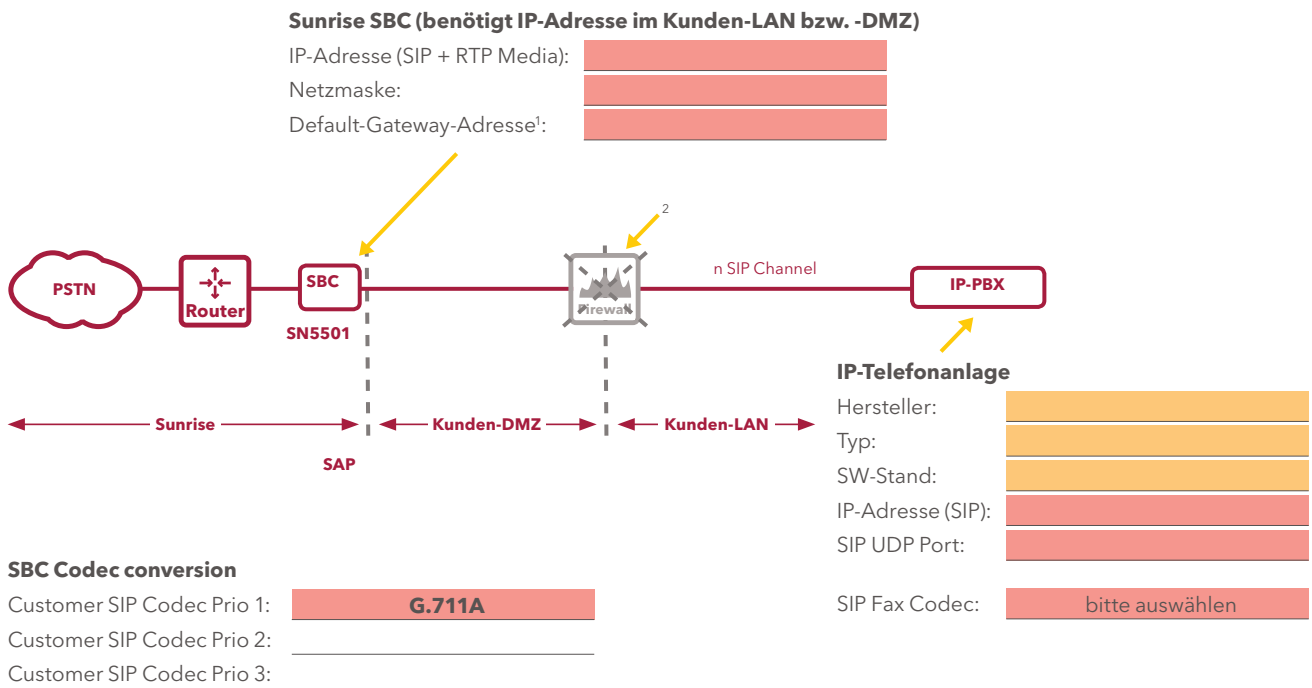 Sunrise SBC (benötigt IP-Adresse im Kunden-LAN bzw. -DMZ)
IP-Adresse (SIP + RTP Media):
Netzmaske:
Default-Gateway-Adresse¹:
2
PSTN
Router
SBC
SN5501
Firewall
n SIP Channel
IP-PBX
Sunrise
Kunden-DMZ
Kunden-LAN
SAP
IP-Telefonanlage
Hersteller:
Typ:
SW-Stand:
IP-Adresse (SIP):
SIP UDP Port:
SIP Fax Codec: bitte auswählen
SBC Codec conversion
Customer SIP Codec Prio 1: G.711A
Customer SIP Codec Prio 2:
Customer SIP Codec Prio 3: